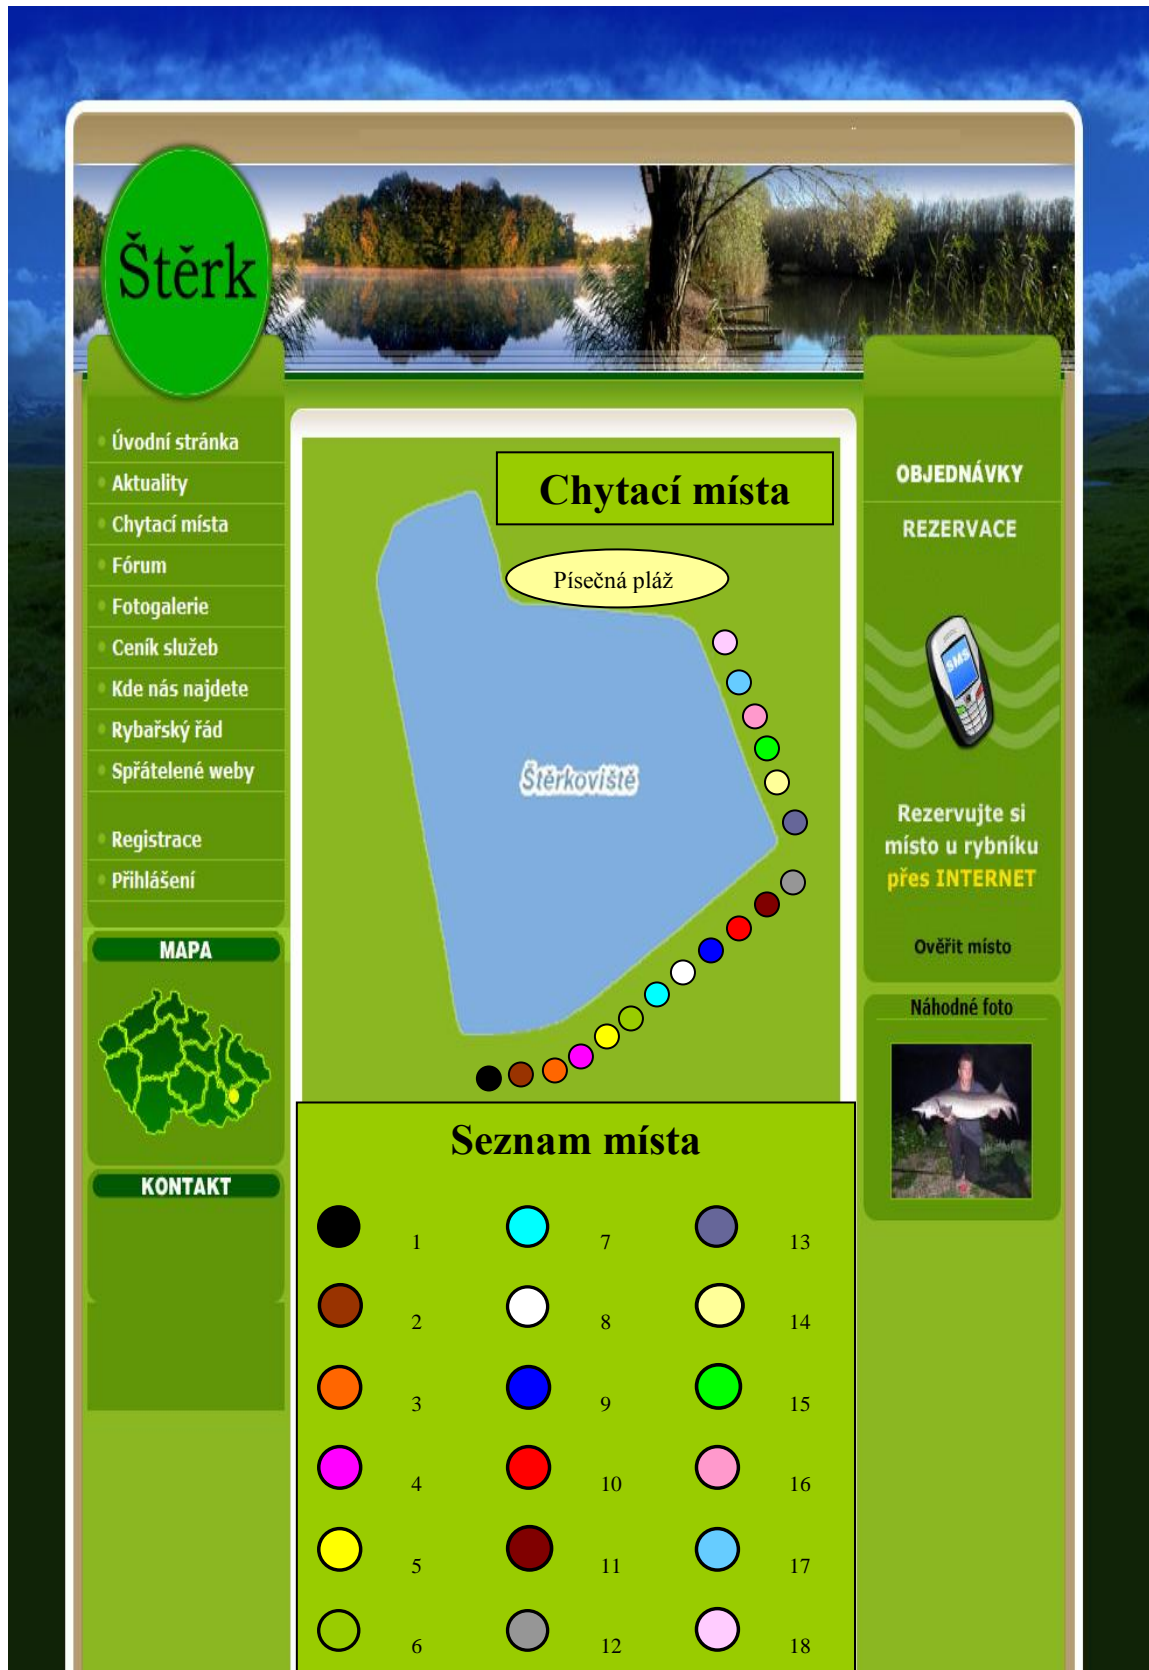 Štěrk
Úvodní stránka
Aktuality
Chytací místa
Fórum
Fotogalerie
Ceník služeb
Kde nás najdete
Rybařský řád
Spřátelené weby
Registrace
Přihlášení
MAPA
KONTAKT
Chytací místa
Písečná pláž
Štěrkoviště
Seznam místa
1
7
13
2
8
14
3
9
15
4
10
16
5
11
17
6
12
18
OBJEDNÁVKY
REZERVACE
SMS
Rezervujte si
místo u rybníku
přes INTERNET
Ověřit místo
Náhodné foto